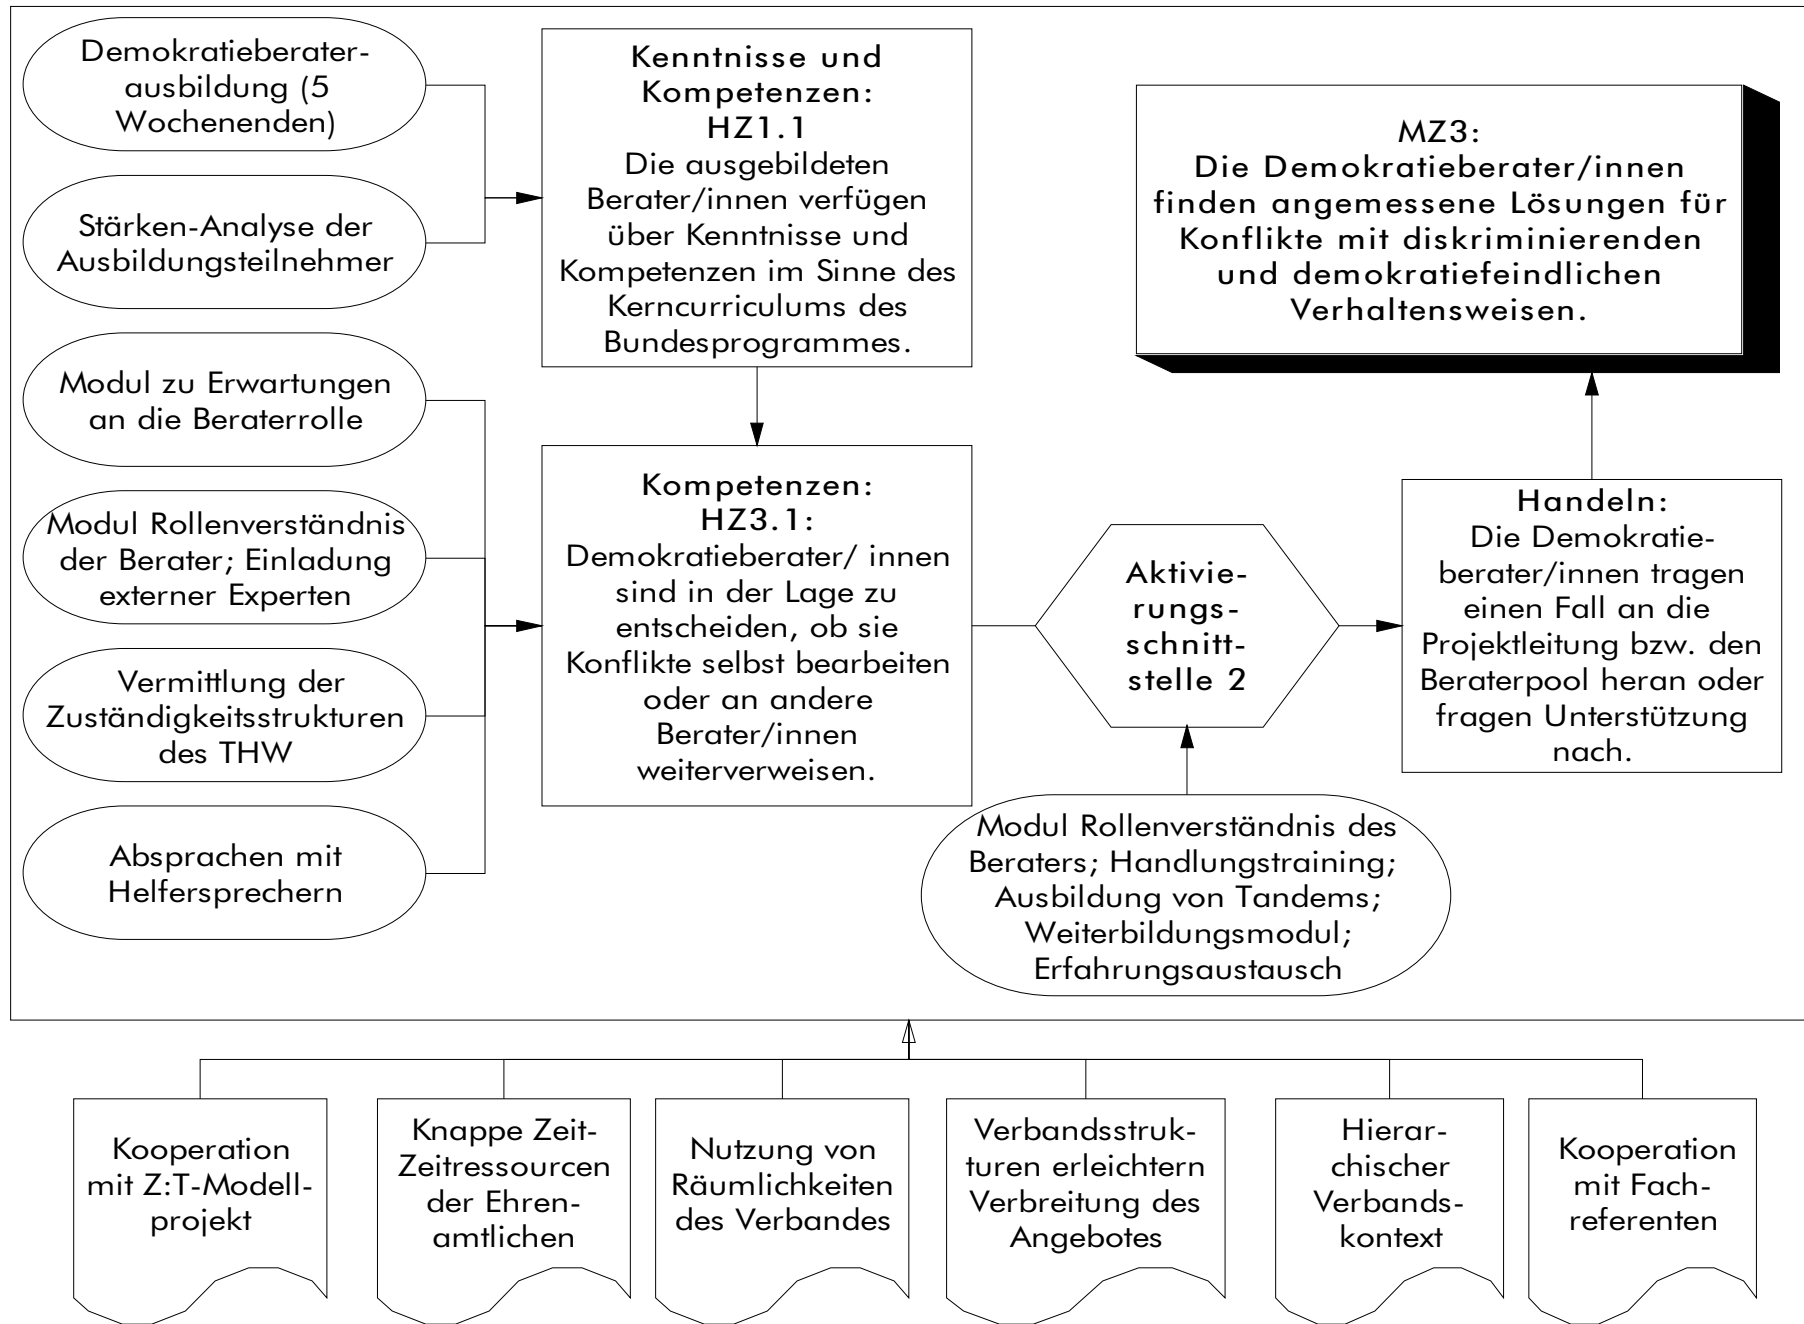 Demokratieberater-
ausbildung (5
Wochenenden)
Stärken-Analyse der
Ausbildungsteilnehmer
Modul zu Erwartungen
an die Beraterrolle
Modul Rollenverständnis
der Berater; Einladung
externer Experten
Vermittlung der
Zuständigkeitsstrukturen
des THW
Absprachen mit
Helfersprechern
Kenntnisse und
Kompetenzen:
HZ1.1
Die ausgebildeten
Berater/innen verfügen
über Kenntnisse und
Kompetenzen im Sinne des
Kerncurriculums des
Bundesprogrammes.
Kompetenzen:
HZ3.1:
Demokratieberater/ innen
sind in der Lage zu
entscheiden, ob sie
Konflikte selbst bearbeiten
oder an andere
Berater/innen
weiterverweisen.
Aktivie-
rungs-
schnitt-
stelle 2
Modul Rollenverständnis des
Beraters; Handlungstraining;
Ausbildung von Tandems;
Weiterbildungsmodul;
Erfahrungsaustausch
Handeln:
Die Demokratie-
berater/innen tragen
einen Fall an die
Projektleitung bzw. den
Beraterpool heran oder
fragen Unterstützung
nach.
MZ3:
Die Demokratieberater/innen
finden angemessene Lösungen für
Konflikte mit diskriminierenden
und demokratiefeindlichen
Verhaltensweisen.
Kooperation
mit Z:T-Modell-
projekt
Knappe Zeit-
Zeitressourcen
der Ehren-
amtlichen
Nutzung von
Räumlichkeiten
des Verbandes
Verbandsstruk-
turen erleichtern
Verbreitung des
Angebotes
Hierar-
chischer
Verbands-
kontext
Kooperation
mit Fach-
referenten